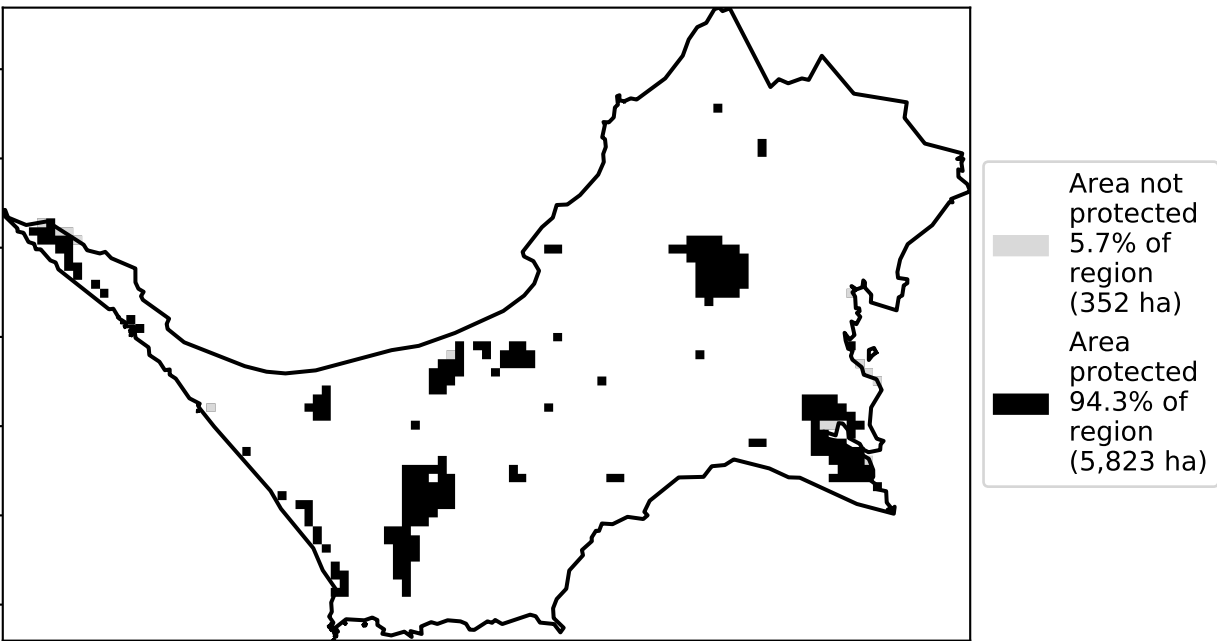 Area not
protected
5.7% of
region
(352 ha)
Area
protected
94.3% of
region
(5,823 ha)